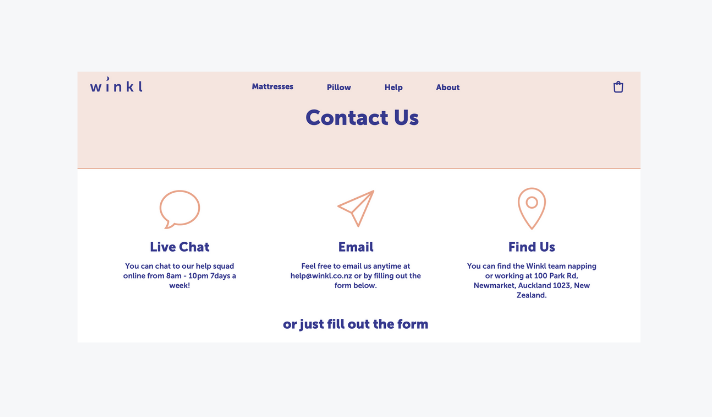 winkl
Mattresses Pillow Help About
Contact Us
Live Chat
You can chat to our help squad
online from 8am - 10pm 7days a
week!
Email
Feel free to email us anytime at
help@winkl.co.nz or by filling out the
form below.
Find Us
You can find the Winkl team napping
or working at 100 Park Rd,
Newmarket, Auckland 1023, New
Zealand.
or just fill out the form